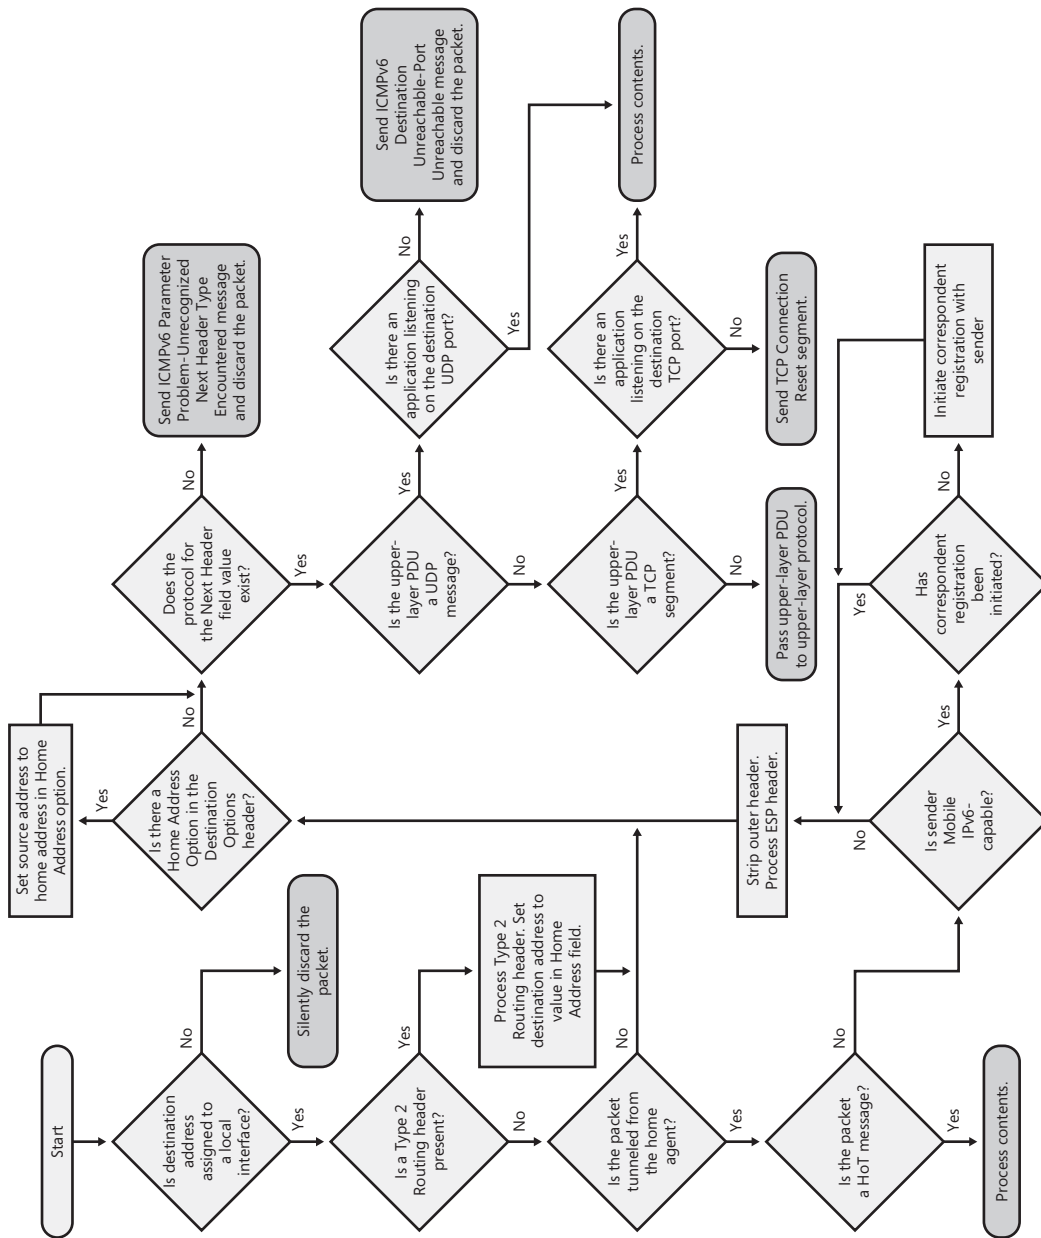 Start
Is destination
address
assigned to
a local
interface?
No
Silently discard the
packet.
Yes
Is a Type 2
Routing header
present?
Yes
Process Type 2
Routing header. Set
destination address to
value in Home
Address field.
No
Is the packet
tunneled from
the home
agent?
No
Yes
Is the packet
a HoT message?
No
Yes
Process contents.
Set source address to
home address in Home
Address option.
Yes
Is there a
Home Address
Option in the
Destination
Options
header?
No
Strip outer header.
Process ESP header.
No
Is sender
Mobile
IPv6-
capable?
Yes
Does the
protocol for
the Next Header
field value
exist?
No
Send ICMPv6 Parameter
Problem-Unrecognized
Next Header Type
Encountered message
and discard the packet.
Yes
Is the upper-
layer PDU
a UDP
message?
Yes
No
Is the upper-
layer PDU
a TCP
segment?
Yes
No
Pass upper-layer PDU
to upper-layer protocol.
Yes
Has
correspondent
registration
been
initiated?
No
Initiate correspondent
registration with
sender
Is there an
application listening
on the destination
UDP port?
No
Send ICMPv6
Destination
Unreachable-Port
Unreachable message
and discard the packet.
Yes
Is there an
application
listening on the
destination
TCP port?
Yes
Process contents.
No
Send TCP Connection
Reset segment.